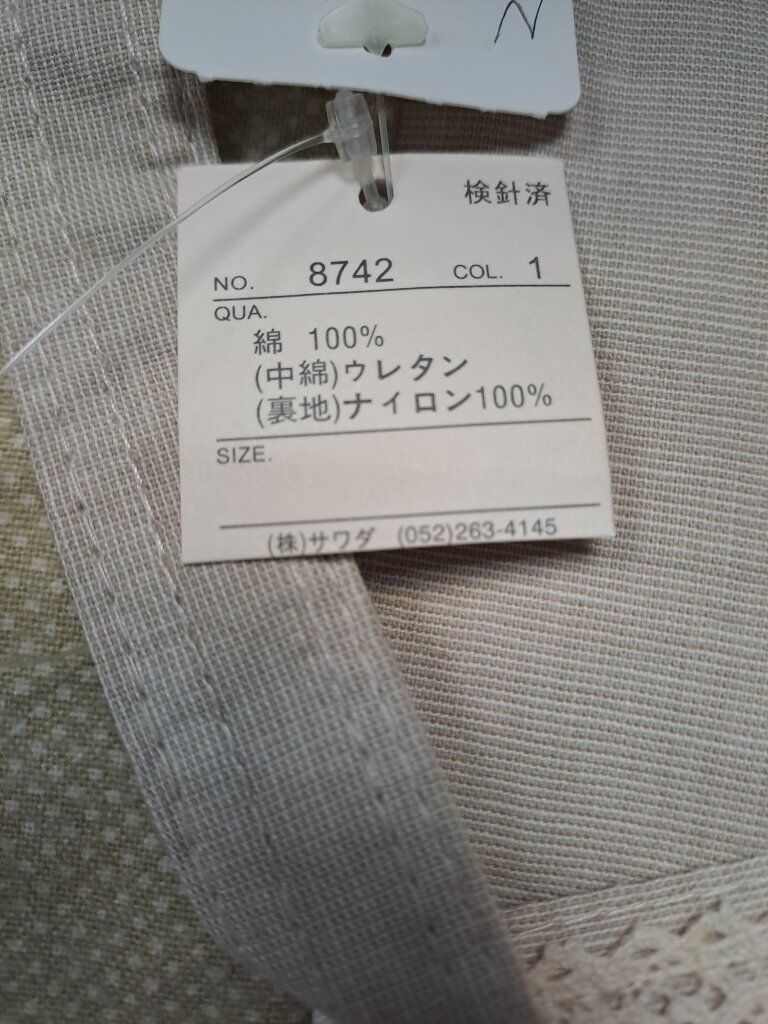 N
検針済
NO. 8742 COL. 1
QUA.
綿 100%
(中綿)ウレタン
(裏地)ナイロン100%
SIZE.
(株)サワダ (052)263-4145